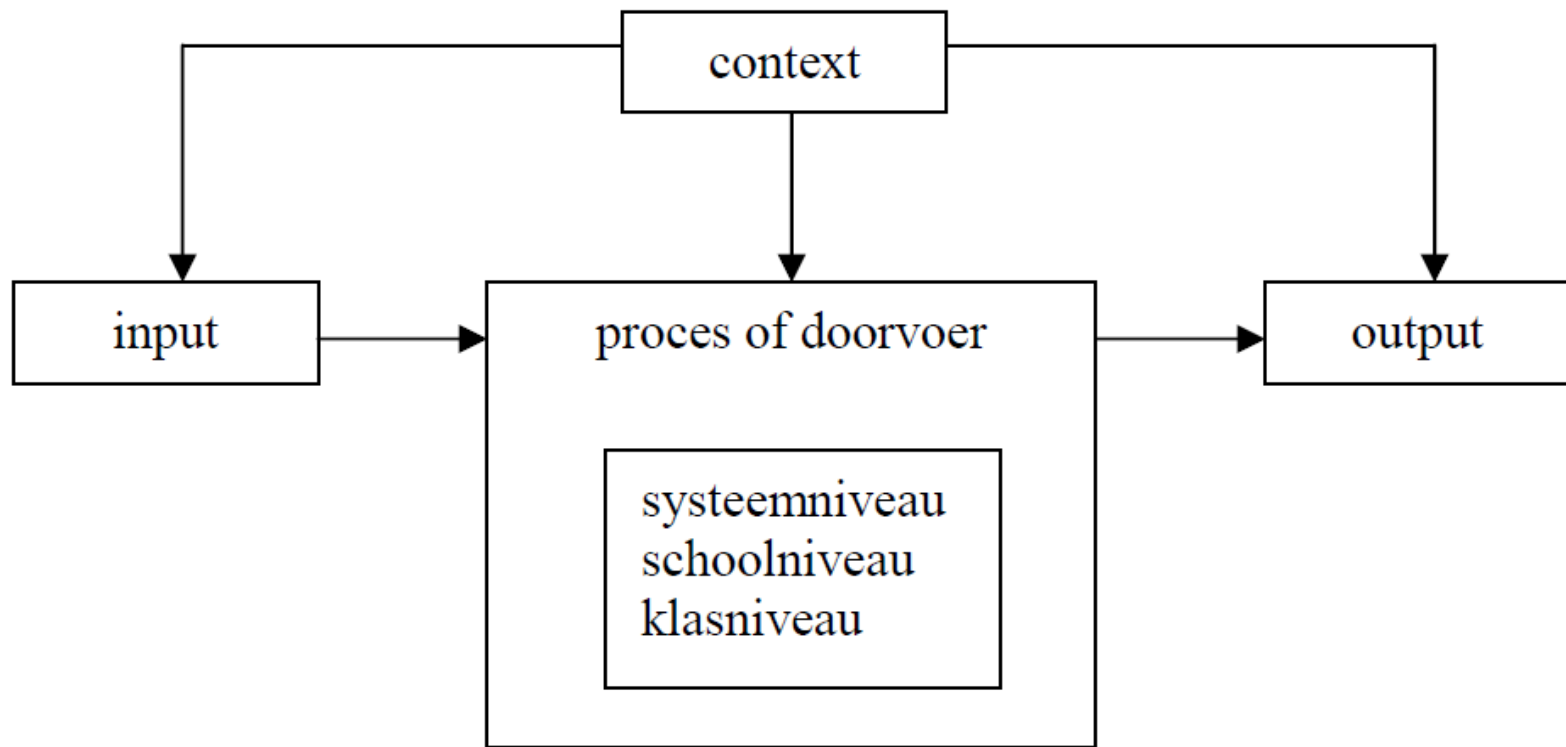 context
input
proces of doorvoer
output
systeemniveau
schoolniveau
klasniveau